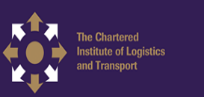 The Chartered
Institute of Logistics
and Transport